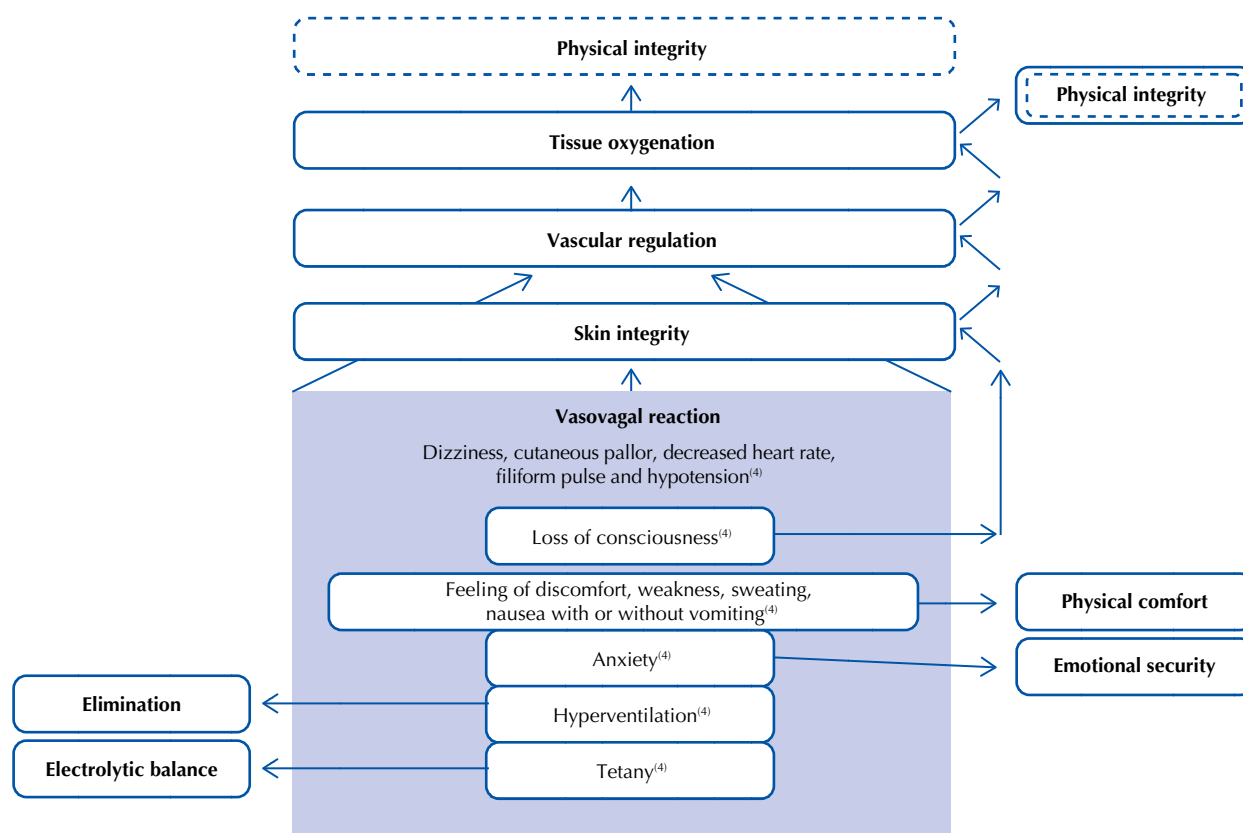 Physical integrity
Physical integrity
Tissue oxygenation
Vascular regulation
Skin integrity
Vasovagal reaction
Dizziness, cutaneous pallor, decreased heart rate,
filiform pulse and hypotension(4)
Loss of consciousness(4)
Feeling of discomfort, weakness, sweating,
nausea with or without vomiting(4)
Physical comfort
Anxiety(4)
Emotional security
Elimination
Hyperventilation(4)
Electrolytic balance
Tetany(4)